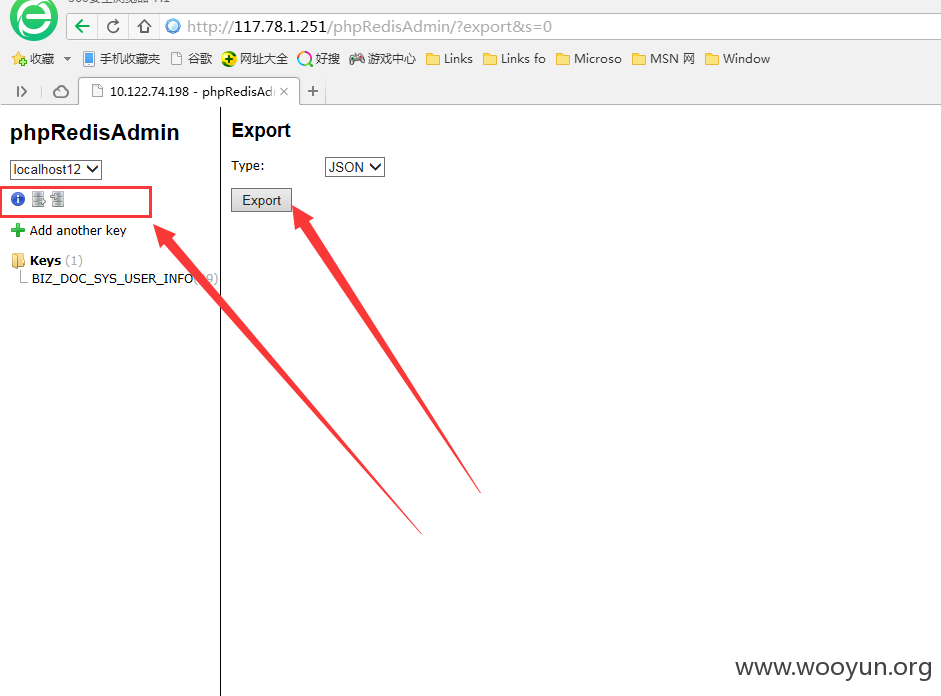 http://117.78.1.251/phpRedisAdmin/?export&s=0
收藏 手机收藏夹 谷歌 网址大全 好搜 游戏中心 Links Links fo Microso MSN 网 Window
10.122.74.198 - phpRedisAd
phpRedisAdmin
localhost12
Add another key
Keys (1)
BIZ_DOC_SYS_USER_INFO
Export
Type: JSON
Export
www.wooyun.org